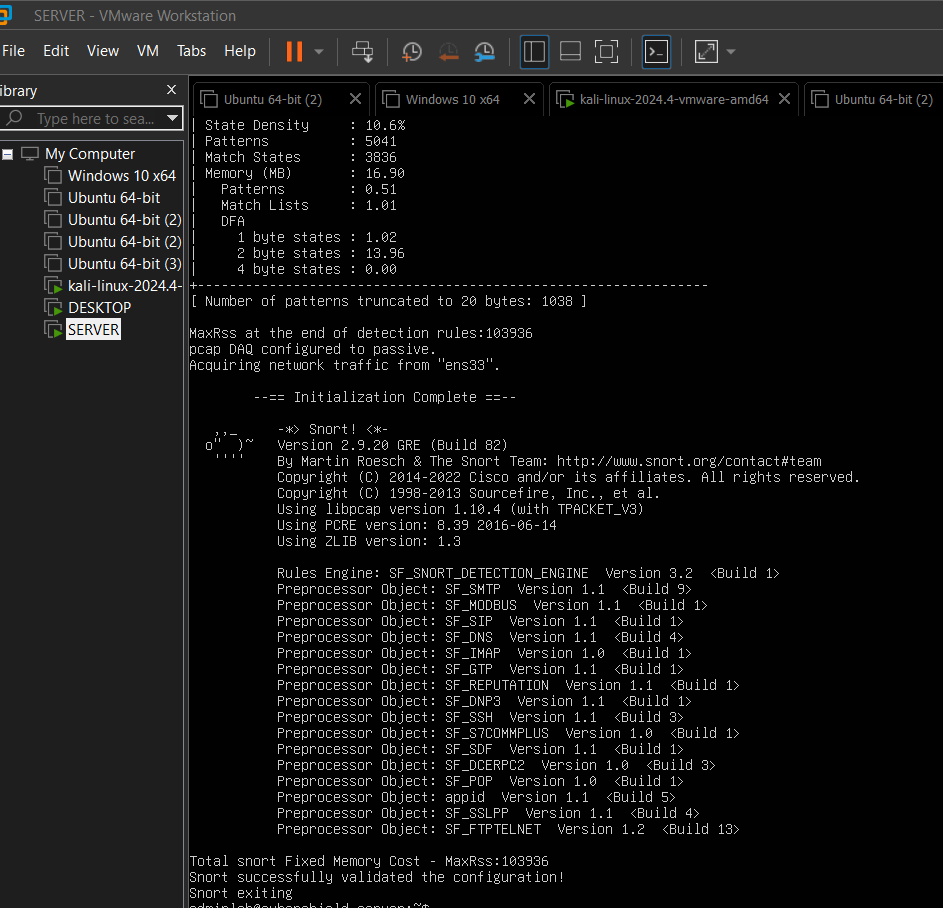 SERVER - VMware Workstation
File Edit View VM Tabs Help
ibrary
Type here to sea...
My Computer
Windows 10 x64
Ubuntu 64-bit
Ubuntu 64-bit (2)
Ubuntu 64-bit (2)
Ubuntu 64-bit (3)
kali-linux-2024.4-
DESKTOP
SERVER
Ubuntu 64-bit (2) Windows 10 x64 kali-linux-2024.4-vmware-amd64 Ubuntu 64-bit (2)
| State Density : 10.6%
| Patterns : 5041
| Match States : 3836
| Memory (MB) : 16.90
| Patterns : 0.51
| Match Lists : 1.01
| DFA
| 1 byte states : 1.02
| 2 byte states : 13.96
| 4 byte states : 0.00
+----------------------------------------------------------------
[ Number of patterns truncated to 20 bytes: 1038 ]
MaxRss at the end of detection rules:103936
pcap DAQ configured to passive.
Acquiring network traffic from "ens33".
--== Initialization Complete ==--
,,_ -*> Snort! <*-
o" )~ Version 2.9.20 GRE (Build 82)
'''' By Martin Roesch & The Snort Team: http://www.snort.org/contact#team
Copyright (C) 2014-2022 Cisco and/or its affiliates. All rights reserved.
Copyright (C) 1998-2013 Sourcefire, Inc., et al.
Using libpcap version 1.10.4 (with TPACKET_V3)
Using PCRE version: 8.39 2016-06-14
Using ZLIB version: 1.3
Rules Engine: SF_SNORT_DETECTION_ENGINE Version 3.2 <Build 1>
Preprocessor Object: SF_SMTP Version 1.1 <Build 9>
Preprocessor Object: SF_MODBUS Version 1.1 <Build 1>
Preprocessor Object: SF_SIP Version 1.1 <Build 1>
Preprocessor Object: SF_DNS Version 1.1 <Build 4>
Preprocessor Object: SF_IMAP Version 1.0 <Build 1>
Preprocessor Object: SF_GTP Version 1.1 <Build 1>
Preprocessor Object: SF_REPUTATION Version 1.1 <Build 1>
Preprocessor Object: SF_DNP3 Version 1.1 <Build 1>
Preprocessor Object: SF_SSH Version 1.1 <Build 3>
Preprocessor Object: SF_S7COMMPLUS Version 1.0 <Build 1>
Preprocessor Object: SF_SDF Version 1.1 <Build 1>
Preprocessor Object: SF_DCERPC2 Version 1.0 <Build 3>
Preprocessor Object: SF_POP Version 1.0 <Build 1>
Preprocessor Object: appid Version 1.1 <Build 5>
Preprocessor Object: SF_SSLPP Version 1.1 <Build 4>
Preprocessor Object: SF_FTPTELNET Version 1.2 <Build 13>
Total snort Fixed Memory Cost - MaxRss:103936
Snort successfully validated the configuration!
Snort exiting